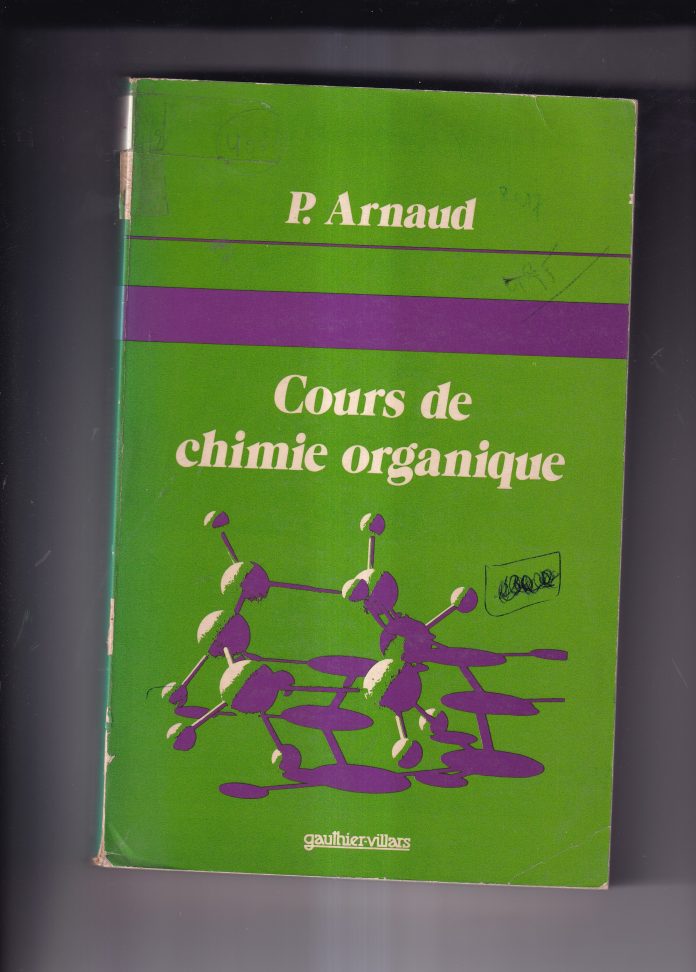 P. Arnaud
Cours de
chimie organique
gauthier-villars